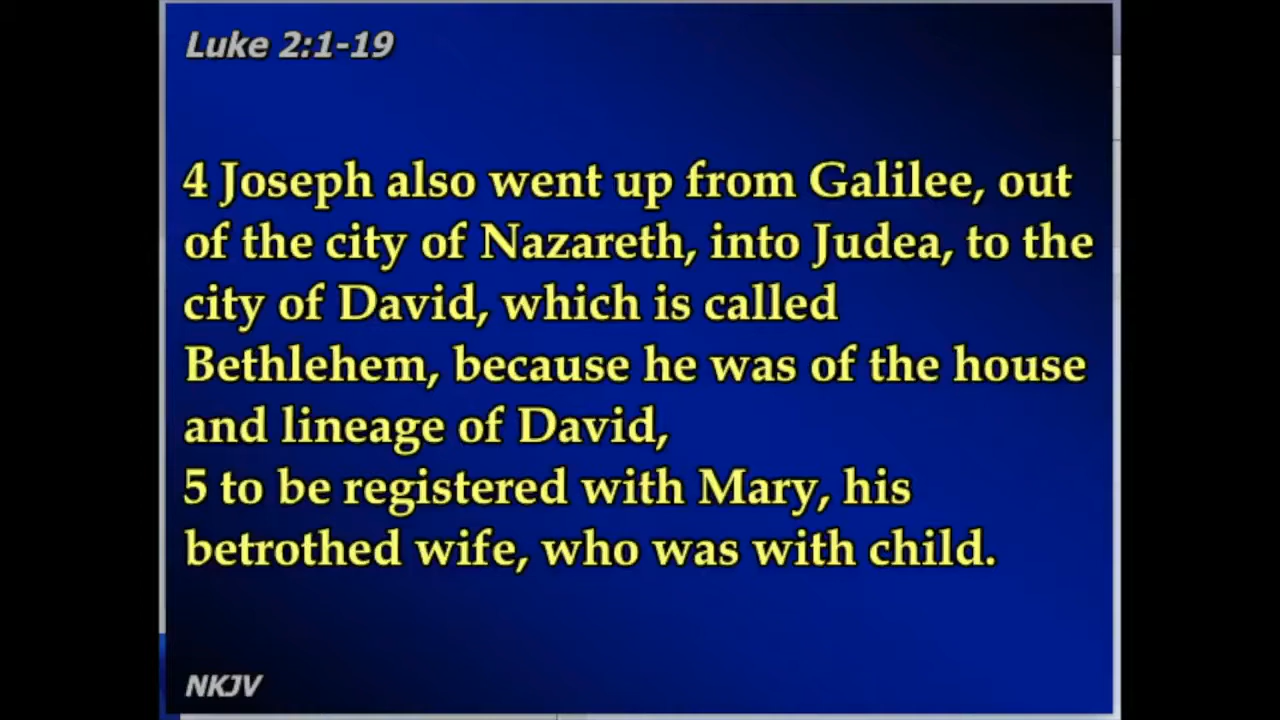 Luke 2:1-19
4 Joseph also went up from Galilee, out
of the city of Nazareth, into Judea, to the
city of David, which is called
Bethlehem, because he was of the house
and lineage of David,
5 to be registered with Mary, his
betrothed wife, who was with child.
NKJV